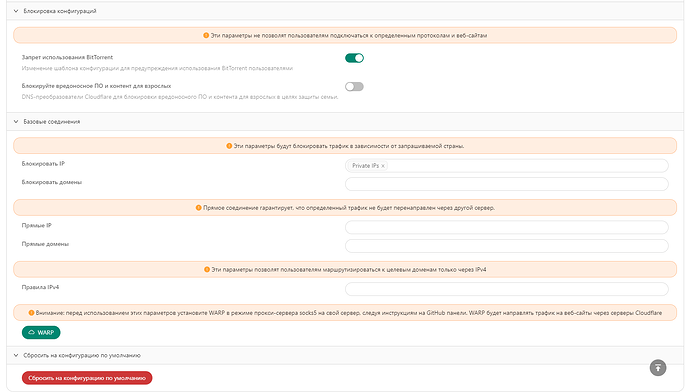 Блокировка конфигураций
Эти параметры не позволят пользователям подключаться к определенным протоколам и веб-сайтам
Запрет использования BitTorrent
Изменение шаблона конфигурации для предупреждения использования BitTorrent пользователями
Блокируйте вредоносное ПО и контент для взрослых
DNS-преобразователи Cloudflare для блокировки вредоносного ПО и контента для взрослых в целях защиты семьи.
Базовые соединения
Эти параметры будут блокировать трафик в зависимости от запрашиваемой страны.
Блокировать IP
Private IPs ×
Блокировать домены
Прямое соединение гарантирует, что определенный трафик не будет перенаправлен через другой сервер.
Прямые IP
Прямые домены
Эти параметры позволят пользователям маршрутизироваться к целевым доменам только через IPv4
Правила IPv4
Внимание: перед использованием этих параметров установите WARP в режиме прокси-сервера socks5 на свой сервер, следуя инструкциям на GitHub панели. WARP будет направлять трафик на веб-сайты через серверы Cloudflare
WARP
Сбросить на конфигурацию по умолчанию
Сбросить на конфигурацию по умолчанию